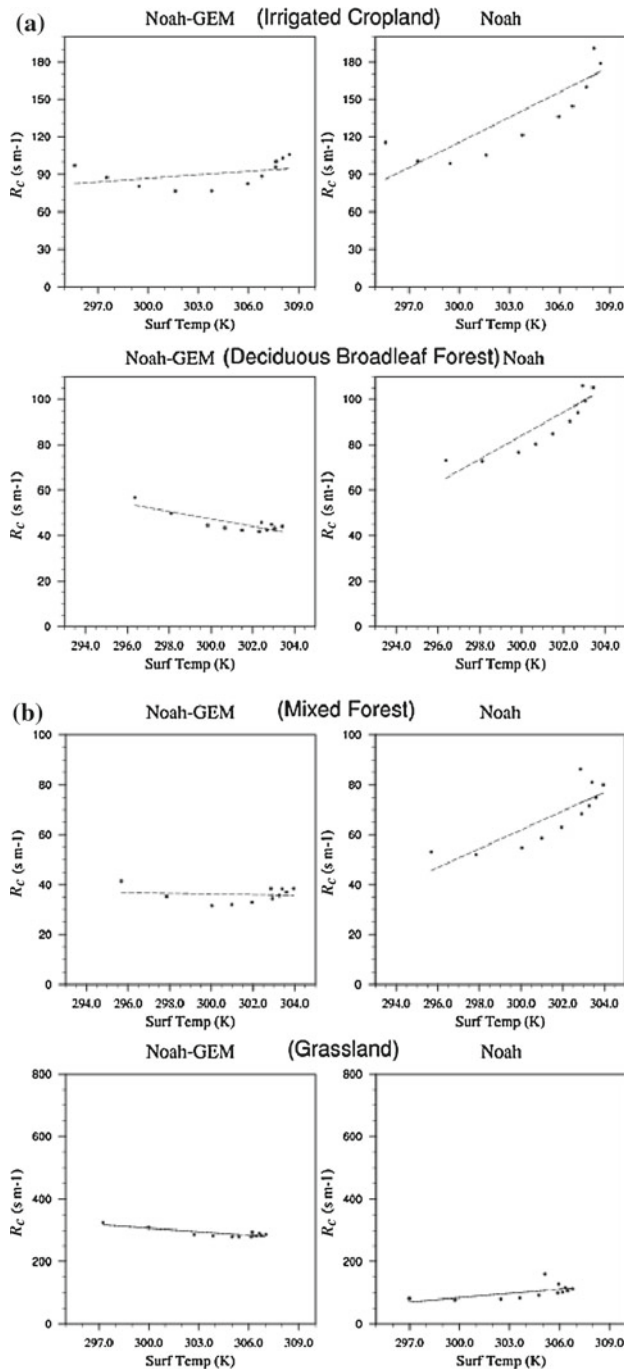 (a) Noah-GEM (Irrigated Cropland) Noah
180 180
150 150
120 120
90 90
60 60
30 30
0 0
Rc (s m-1) Rc (s m-1)
297.0 300.0 303.0 306.0 309.0 297.0 300.0 303.0 306.0 309.0
Surf Temp (K) Surf Temp (K)
Noah-GEM (Deciduous Broadleaf Forest) Noah
100 100
80 80
60 60
40 40
20 20
0 0
Rc (s m-1) Rc (s m-1)
294.0 296.0 298.0 300.0 302.0 304.0 294.0 296.0 298.0 300.0 302.0 304.0
Surf Temp (K) Surf Temp (K)
(b) Noah-GEM (Mixed Forest) Noah
100 100
80 80
60 60
40 40
20 20
0 0
Rc (s m-1) Rc (s m-1)
294.0 296.0 298.0 300.0 302.0 304.0 294.0 296.0 298.0 300.0 302.0 304.0
Surf Temp (K) Surf Temp (K)
Noah-GEM (Grassland) Noah
800 800
600 600
400 400
200 200
0 0
Rc (s m-1) Rc (s m-1)
297.0 300.0 303.0 306.0 309.0 297.0 300.0 303.0 306.0 309.0
Surf Temp (K) Surf Temp (K)